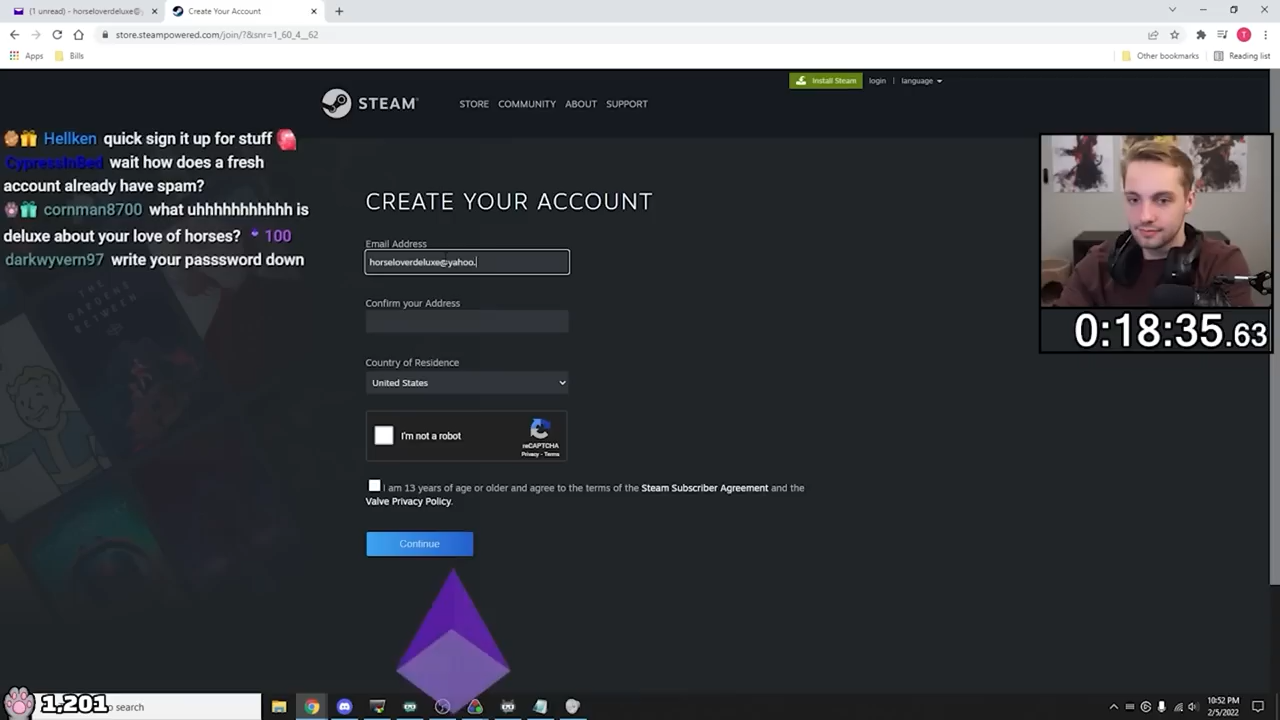 (1 unread) - horseloverdeluxe@y
Create Your Account
store.steampowered.com/join/?&snr=1_60_4__62
T
Apps
Bills
Other bookmarks
Reading list
Install Steam
login
language
STEAM
STORE
COMMUNITY
ABOUT
SUPPORT
Hellken quick sign it up for stuff
CypressInBed wait how does a fresh
account already have spam?
cornman8700 what uhhhhhhhhhhh is
deluxe about your love of horses? 100
darkwyvern97 write your passsword down
THE
GARDENS
BETWEEN
CREATE YOUR ACCOUNT
Email Address
horseloverdeluxe@yahoo.
Confirm your Address
Country of Residence
United States
I'm not a robot
reCAPTCHA
Privacy - Terms
I am 13 years of age or older and agree to the terms of the Steam Subscriber Agreement and the
Valve Privacy Policy.
Continue
0:18:35.63
1,201
o search
10:52 PM
2/5/2022